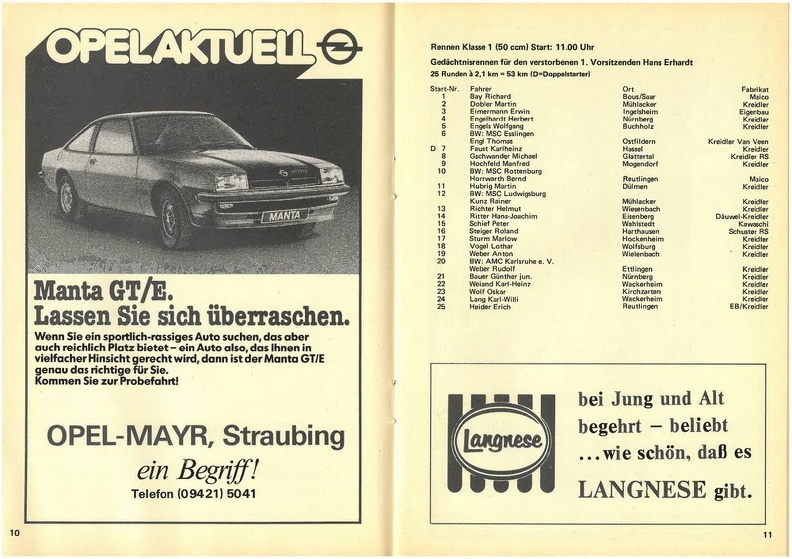 OPEL AKTUELL
MANTA
Manta GT/E.
Lassen Sie sich überraschen.
Wenn Sie ein sportlich-rassiges Auto suchen, das aber
auch reichlich Platz bietet – ein Auto also, das Ihnen in
vielfacher Hinsicht gerecht wird, dann ist der Manta GT/E
genau das richtige für Sie.
Kommen Sie zur Probefahrt!
OPEL-MAYR, Straubing
ein Begriff!
Telefon (09421) 5041
10
Rennen Klasse 1 (50 ccm) Start: 11.00 Uhr
Gedächtnisrennen für den verstorbenen 1. Vorsitzenden Hans Erhardt
25 Runden à 2,1 km = 53 km (D=Doppelstarter)
Start-Nr. Fahrer Ort Fabrikat
1 Bay Richard Bous/Saar Maico
2 Dobler Martin Mühlacker Kreidler
3 Eimermann Erwin Ingelsheim Eigenbau
4 Engelhardt Herbert Nürnberg Kreidler
5 Engels Wolfgang Buchholz Kreidler
6 BW: MSC Esslingen
Engl Thomas Ostfildern Kreidler Van Veen
D 7 Faust Karlheinz Hassel Kreidler
8 Gschwander Michael Glattertal Kreidler RS
9 Hochfeld Manfred Mogendorf Kreidler
10 BW: MSC Rottenburg
Horrwarth Bernd Reutlingen Maico
11 Hubrig Martin Dülmen Kreidler
12 BW: MSC Ludwigsburg
Kunz Rainer Mühlacker Kreidler
13 Richter Helmut Wiesenbach Kreidler
14 Ritter Hans-Joachim Eisenberg Däuwel-Kreidler
15 Schief Peter Wahlstedt Kawaschi
16 Steiger Roland Harthausen Schuster RS
17 Sturm Marlow Hockenheim Kreidler
18 Vogel Lothar Wolfsburg Kreidler
19 Weber Anton Wielenbach Kreidler
20 BW: AMC Karlsruhe e. V.
Weber Rudolf Ettlingen Kreidler
21 Bauer Günther jun. Nürnberg Kreidler
22 Weiand Karl-Heinz Wackerheim Kreidler
23 Wolf Oskar Kirchzarten Kreidler
24 Lang Karl-Willi Wackerheim Kreidler
25 Heider Erich Reutlingen EB/Kreidler
Langnese
bei Jung und Alt
begehrt – beliebt
...wie schön, daß es
LANGNESE gibt.
11